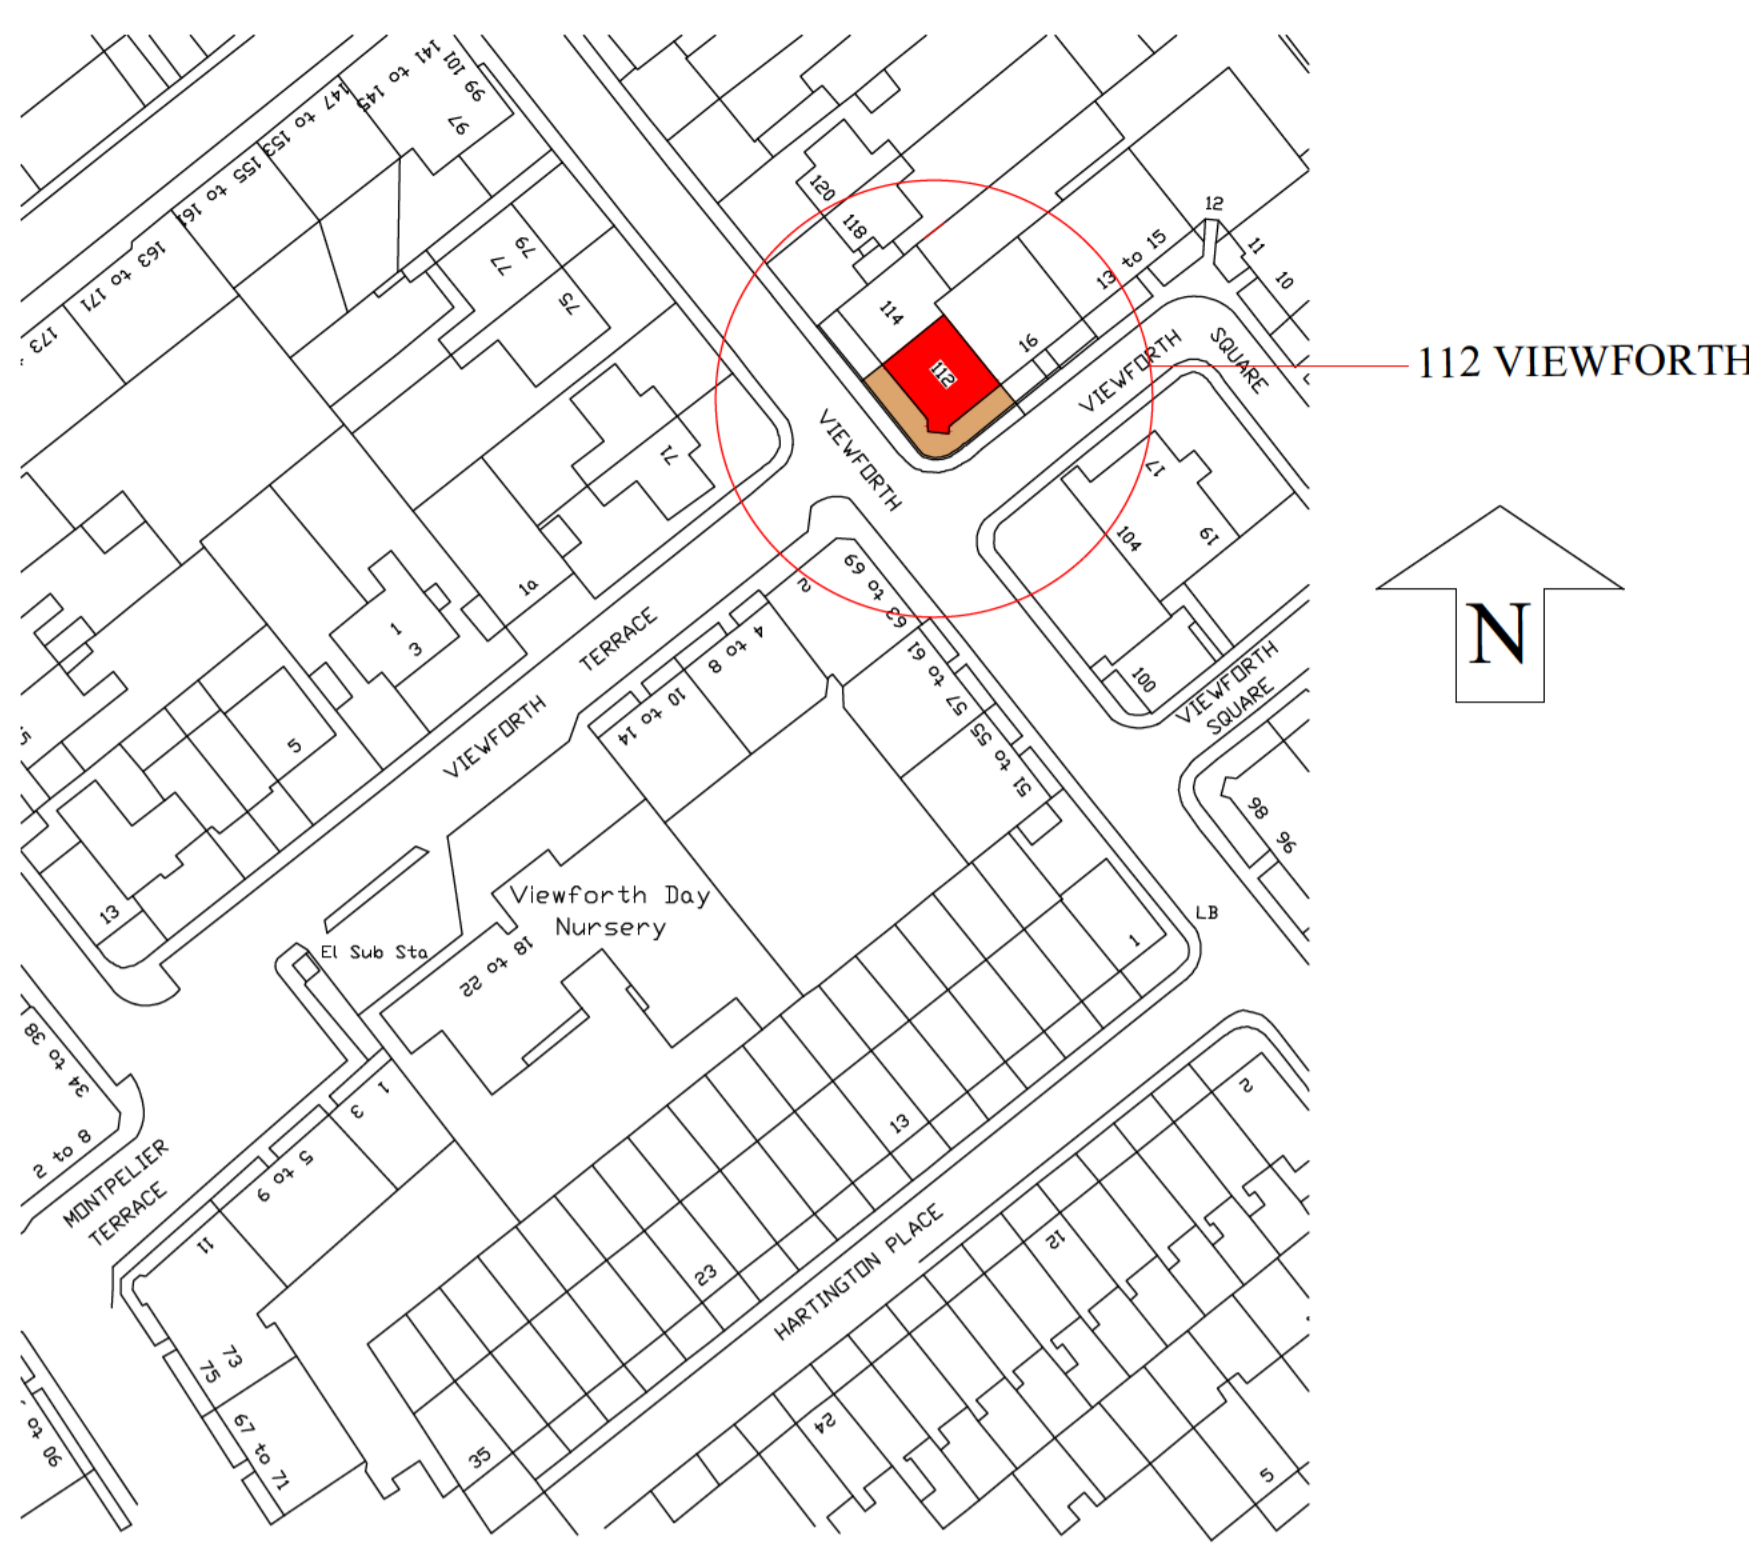 141 to 145
101
99
97
147 to 153
155 to 161
163 to 171
173
79
77
75
120
118
114
112
16
13 to 15
12
11
10
VIEWFORTH
SQUARE
112 VIEWFORTH
VIEWFORTH
71
17
19
104
100
1a
1
3
5
13
VIEWFORTH TERRACE
2
4 to 8
10 to 14
63 to 69
57 to 61
51 to 55
VIEWFORTH
SQUARE
N
98
96
LB
Viewforth Day
Nursery
El Sub Sta
18 to 22
1
13
23
35
34 to 38
2 to 8
MONTPELIER
TERRACE
1
3
5 to 9
11
73
75
67 to 71
90 to
HARTINGTON PLACE
2
12
24
5